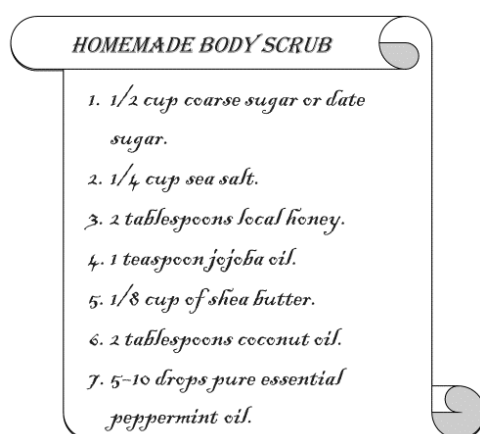 HOMEMADE BODY SCRUB
1. 1/2 cup coarse sugar or date
sugar.
2. 1/4 cup sea salt.
3. 2 tablespoons local honey.
4. 1 teaspoon jojoba oil.
5. 1/8 cup of shea butter.
6. 2 tablespoons coconut oil.
7. 5-10 drops pure essential
peppermint oil.